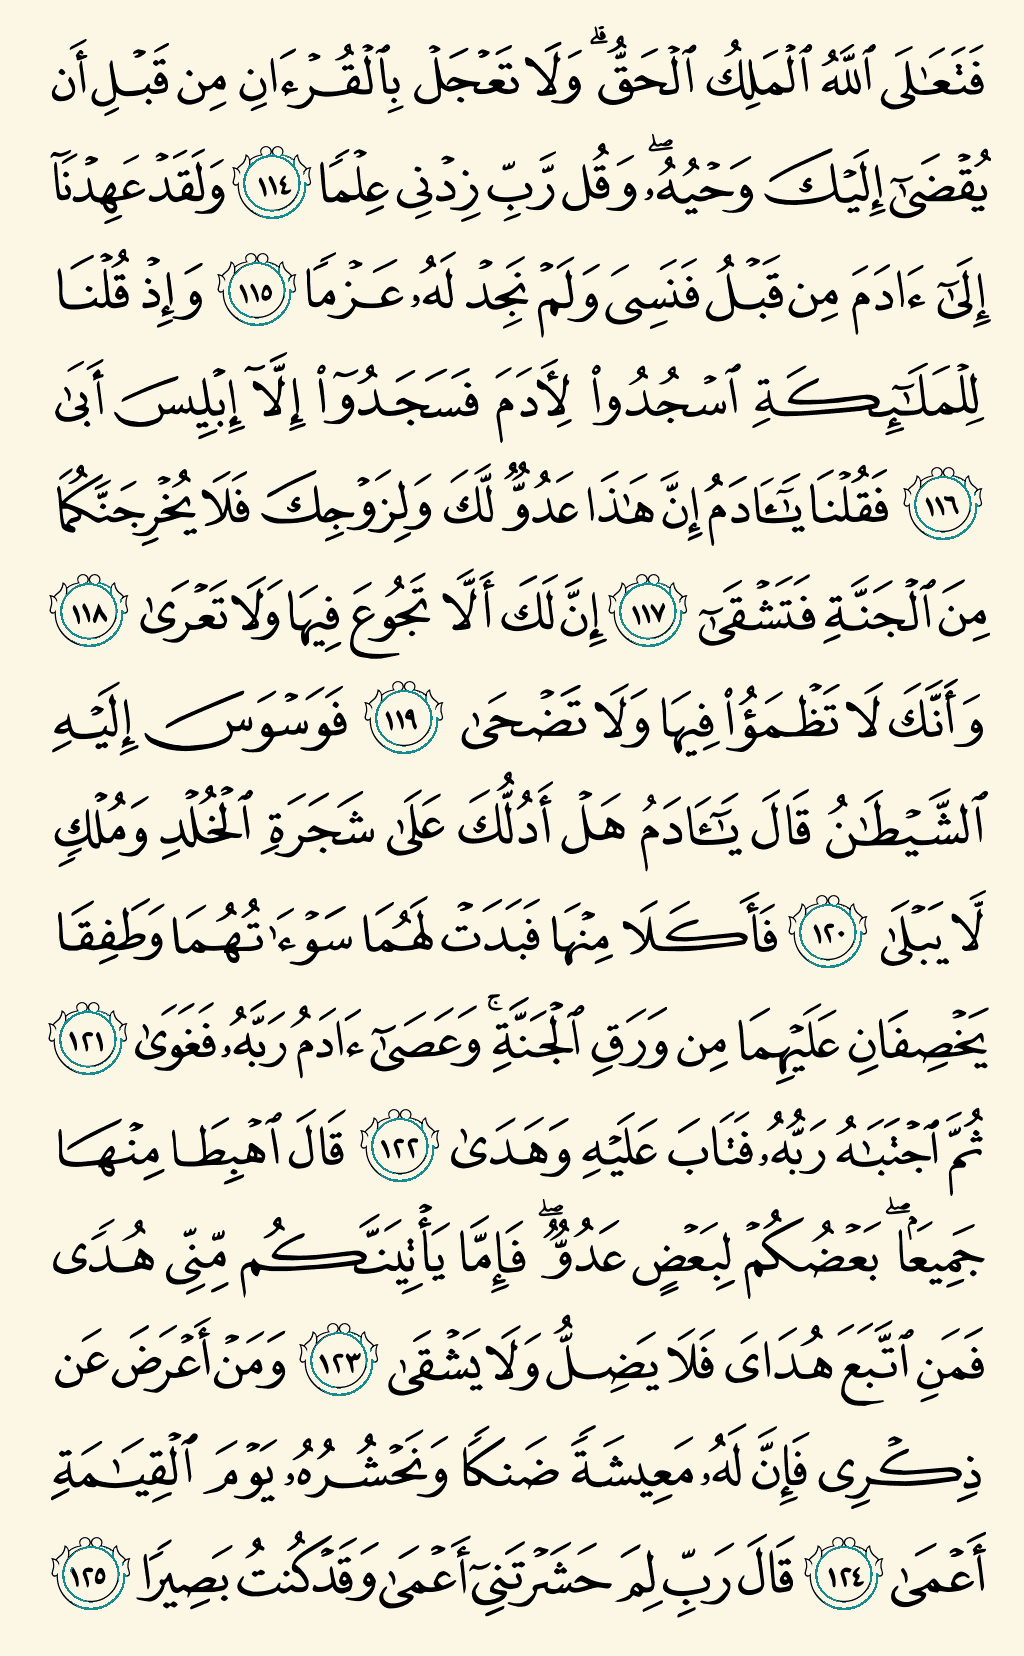 فَتَعَٰلَى ٱللَّهُ ٱلْمَلِكُ ٱلْحَقُّ ۗ وَلَا تَعْجَلْ بِٱلْقُرْءَانِ مِن قَبْلِ أَن
يُقْضَىٰٓ إِلَيْكَ وَحْيُهُۥ ۖ وَقُل رَّبِّ زِدْنِى عِلْمًا ١١٤ وَلَقَدْ عَهِدْنَآ
إِلَىٰٓ ءَادَمَ مِن قَبْلُ فَنَسِىَ وَلَمْ نَجِدْ لَهُۥ عَزْمًا ١١٥ وَإِذْ قُلْنَا
لِلْمَلَٰٓئِكَةِ ٱسْجُدُوا۟ لِـَٔادَمَ فَسَجَدُوٓا۟ إِلَّآ إِبْلِيسَ أَبَىٰ
١١٦ فَقُلْنَا يَٰٓـَٔادَمُ إِنَّ هَٰذَا عَدُوٌّ لَّكَ وَلِزَوْجِكَ فَلَا يُخْرِجَنَّكُمَا
مِنَ ٱلْجَنَّةِ فَتَشْقَىٰٓ ١١٧ إِنَّ لَكَ أَلَّا تَجُوعَ فِيهَا وَلَا تَعْرَىٰ ١١٨
وَأَنَّكَ لَا تَظْمَؤُا۟ فِيهَا وَلَا تَضْحَىٰ ١١٩ فَوَسْوَسَ إِلَيْهِ
ٱلشَّيْطَٰنُ قَالَ يَٰٓـَٔادَمُ هَلْ أَدُلُّكَ عَلَىٰ شَجَرَةِ ٱلْخُلْدِ وَمُلْكٍ
لَّا يَبْلَىٰ ١٢٠ فَأَكَلَا مِنْهَا فَبَدَتْ لَهُمَا سَوْءَٰتُهُمَا وَطَفِقَا
يَخْصِفَانِ عَلَيْهِمَا مِن وَرَقِ ٱلْجَنَّةِ ۚ وَعَصَىٰٓ ءَادَمُ رَبَّهُۥ فَغَوَىٰ ١٢١
ثُمَّ ٱجْتَبَٰهُ رَبُّهُۥ فَتَابَ عَلَيْهِ وَهَدَىٰ ١٢٢ قَالَ ٱهْبِطَا مِنْهَا
جَمِيعًۢا ۖ بَعْضُكُمْ لِبَعْضٍ عَدُوٌّ ۖ فَإِمَّا يَأْتِيَنَّكُم مِّنِّى هُدًى
فَمَنِ ٱتَّبَعَ هُدَاىَ فَلَا يَضِلُّ وَلَا يَشْقَىٰ ١٢٣ وَمَنْ أَعْرَضَ عَن
ذِكْرِى فَإِنَّ لَهُۥ مَعِيشَةً ضَنكًا وَنَحْشُرُهُۥ يَوْمَ ٱلْقِيَٰمَةِ
أَعْمَىٰ ١٢٤ قَالَ رَبِّ لِمَ حَشَرْتَنِىٓ أَعْمَىٰ وَقَدْ كُنتُ بَصِيرًا ١٢٥